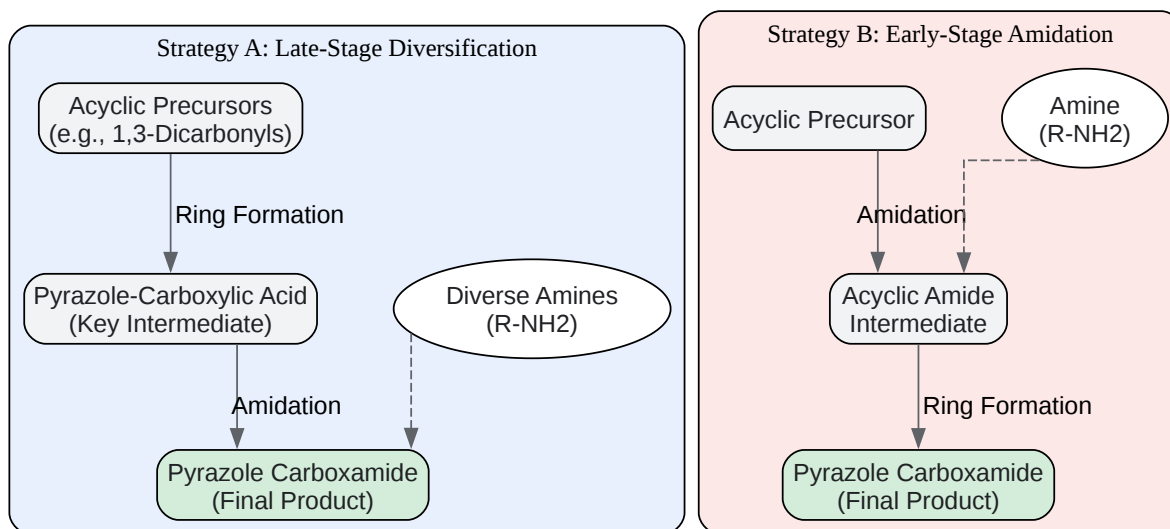 Strategy A: Late-Stage Diversification
Acyclic Precursors
(e.g., 1,3-Dicarbonyls)
Ring Formation
Pyrazole-Carboxylic Acid
(Key Intermediate)
Diverse Amines
(R-NH2)
Amidation
Pyrazole Carboxamide
(Final Product)
Strategy B: Early-Stage Amidation
Acyclic Precursor
Amine
(R-NH2)
Amidation
Acyclic Amide
Intermediate
Ring Formation
Pyrazole Carboxamide
(Final Product)